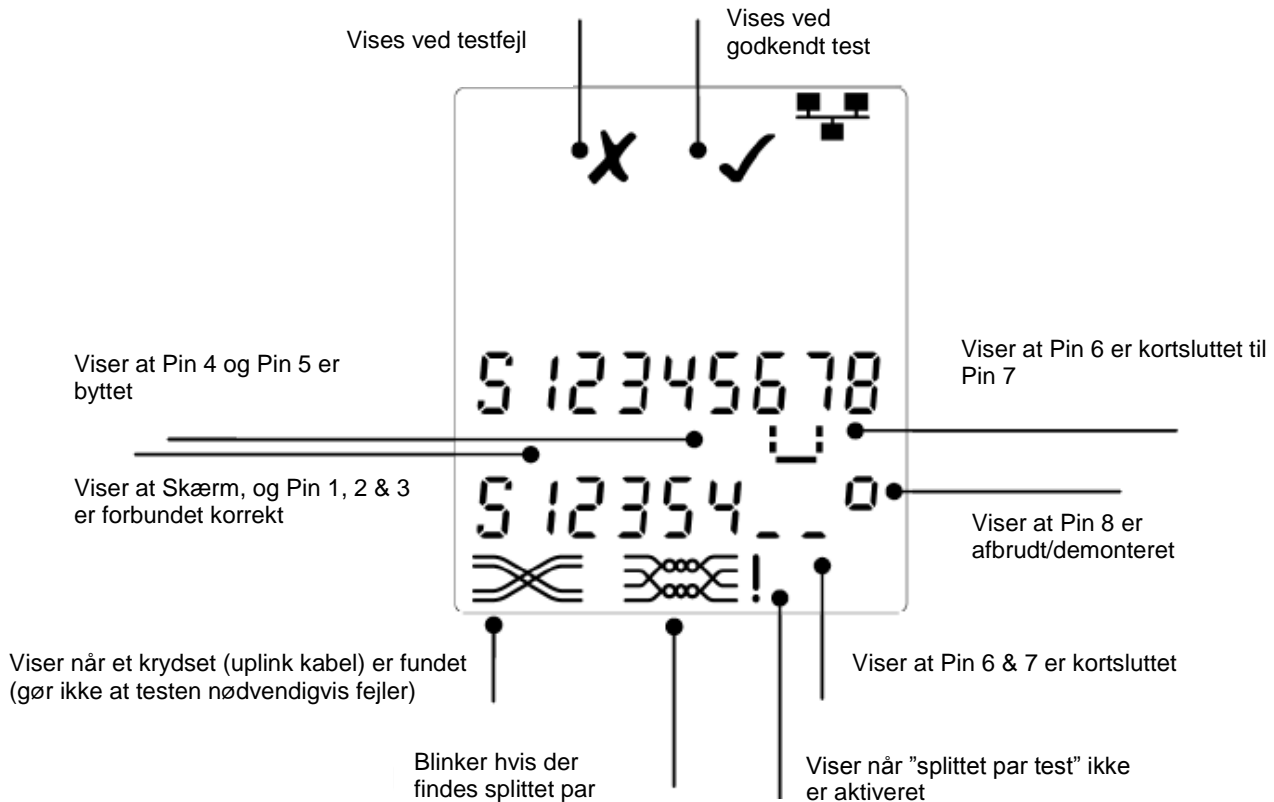 Vises ved testfejl
Vises ved
godkendt test
Viser at Pin 4 og Pin 5 er
byttet
S12345678
Viser at Pin 6 er kortsluttet til
Pin 7
Viser at Skærm, og Pin 1, 2 & 3
er forbundet korrekt
S12354_ _ o
Viser at Pin 8 er
afbrudt/demonteret
!
Viser når et krydset (uplink kabel) er fundet
(gør ikke at testen nødvendigvis fejler)
Viser at Pin 6 & 7 er kortsluttet
Blinker hvis der
findes splittet par
Viser når ”splittet par test” ikke
er aktiveret